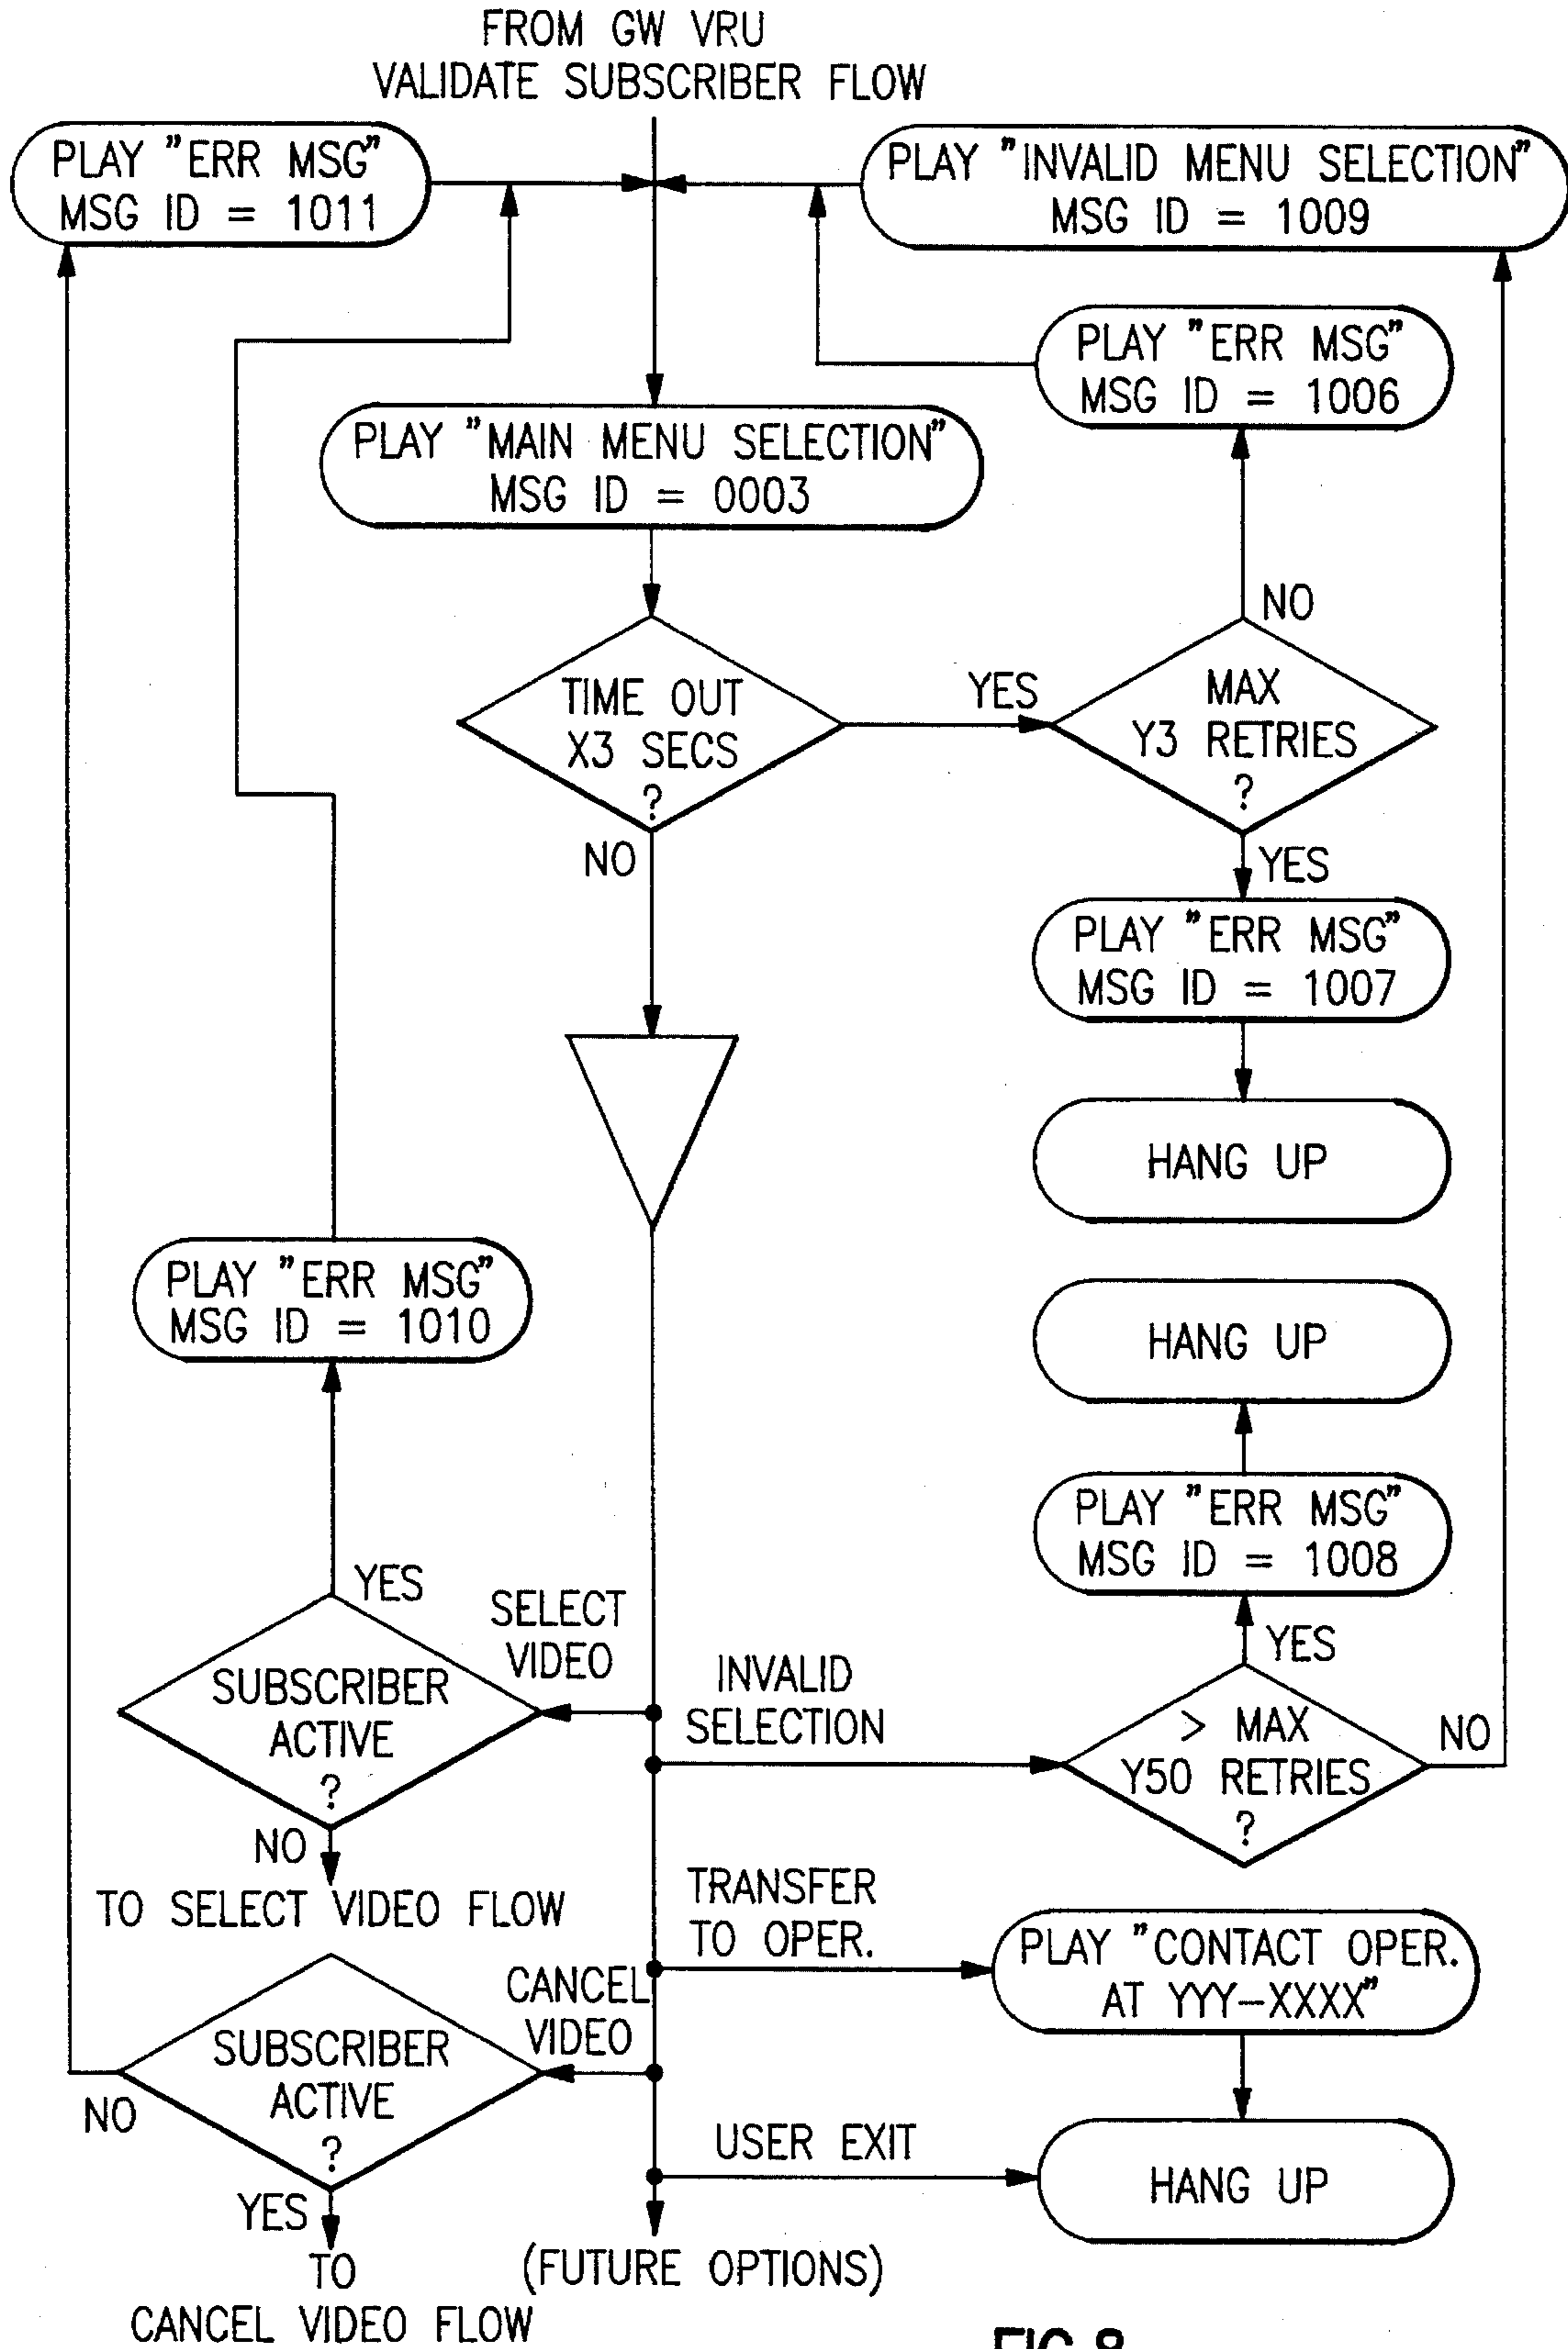 FROM GW VRU
VALIDATE SUBSCRIBER FLOW
PLAY "ERR MSG"
MSG ID = 1011
PLAY "INVALID MENU SELECTION"
MSG ID = 1009
PLAY "ERR MSG"
MSG ID = 1006
PLAY "MAIN MENU SELECTION"
MSG ID = 0003
NO
TIME OUT
X3 SECS
?
YES
MAX
Y3 RETRIES
?
NO
YES
PLAY "ERR MSG"
MSG ID = 1007
HANG UP
PLAY "ERR MSG"
MSG ID = 1010
HANG UP
PLAY "ERR MSG"
MSG ID = 1008
YES
SELECT
VIDEO
SUBSCRIBER
ACTIVE
?
INVALID
SELECTION
YES
> MAX
Y50 RETRIES
?
NO
NO
TO SELECT VIDEO FLOW
TRANSFER
TO OPER.
PLAY "CONTACT OPER.
AT YYY-XXXX"
CANCEL
VIDEO
SUBSCRIBER
ACTIVE
?
NO
USER EXIT
HANG UP
YES
TO
CANCEL VIDEO FLOW
(FUTURE OPTIONS)
FIG.8